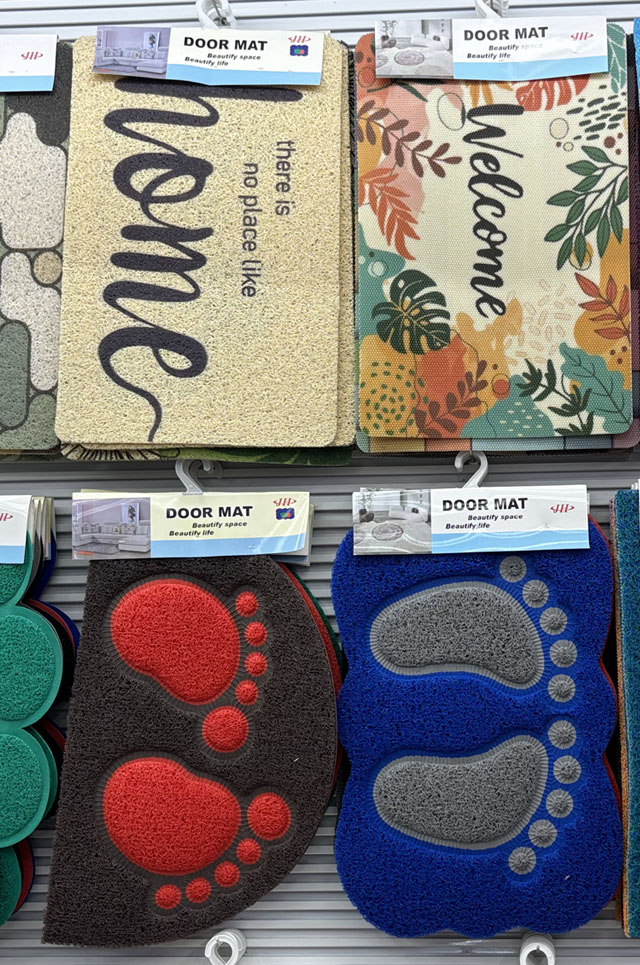 DOOR MAT
Beautify space
Beautify life
JHP
DOOR MAT
Beautify space
Beautify life
there is
no place like
home
Welcome
DOOR MAT
Beautify space
Beautify life
DOOR MAT
Beautify space
Beautify life